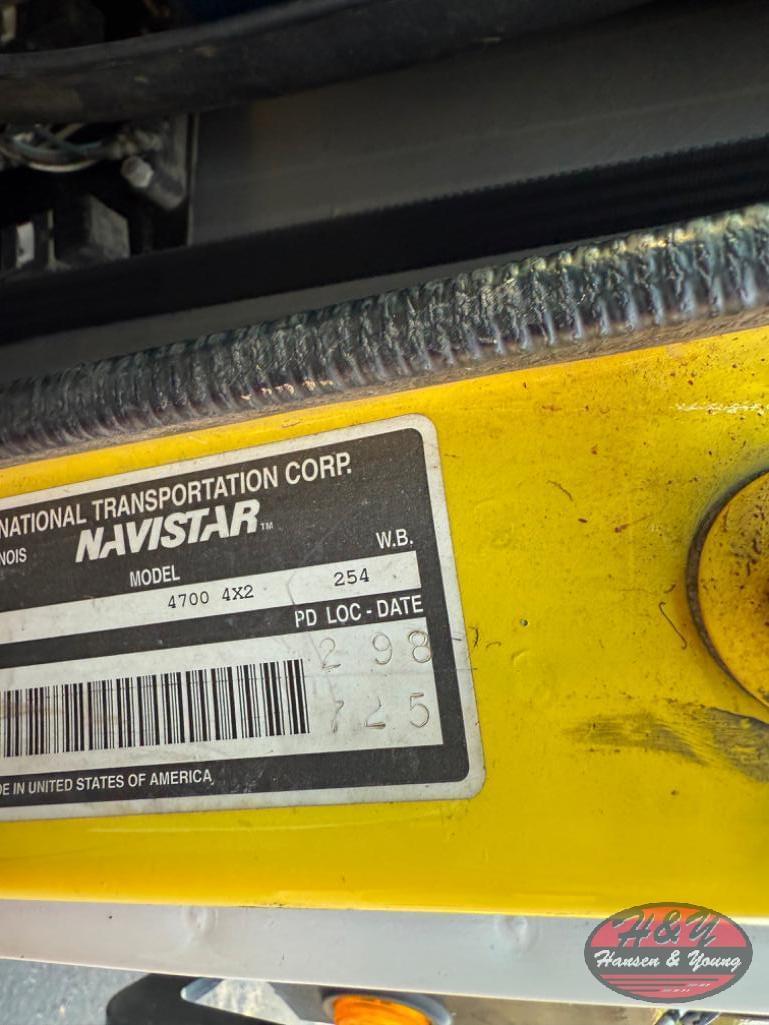 NATIONAL TRANSPORTATION CORP.
NOIS NAVISTAR™
MODEL W.B.
4700 4X2 254
PD LOC - DATE
2 98
725
DE IN UNITED STATES OF AMERICA
H&Y
Hansen & Young